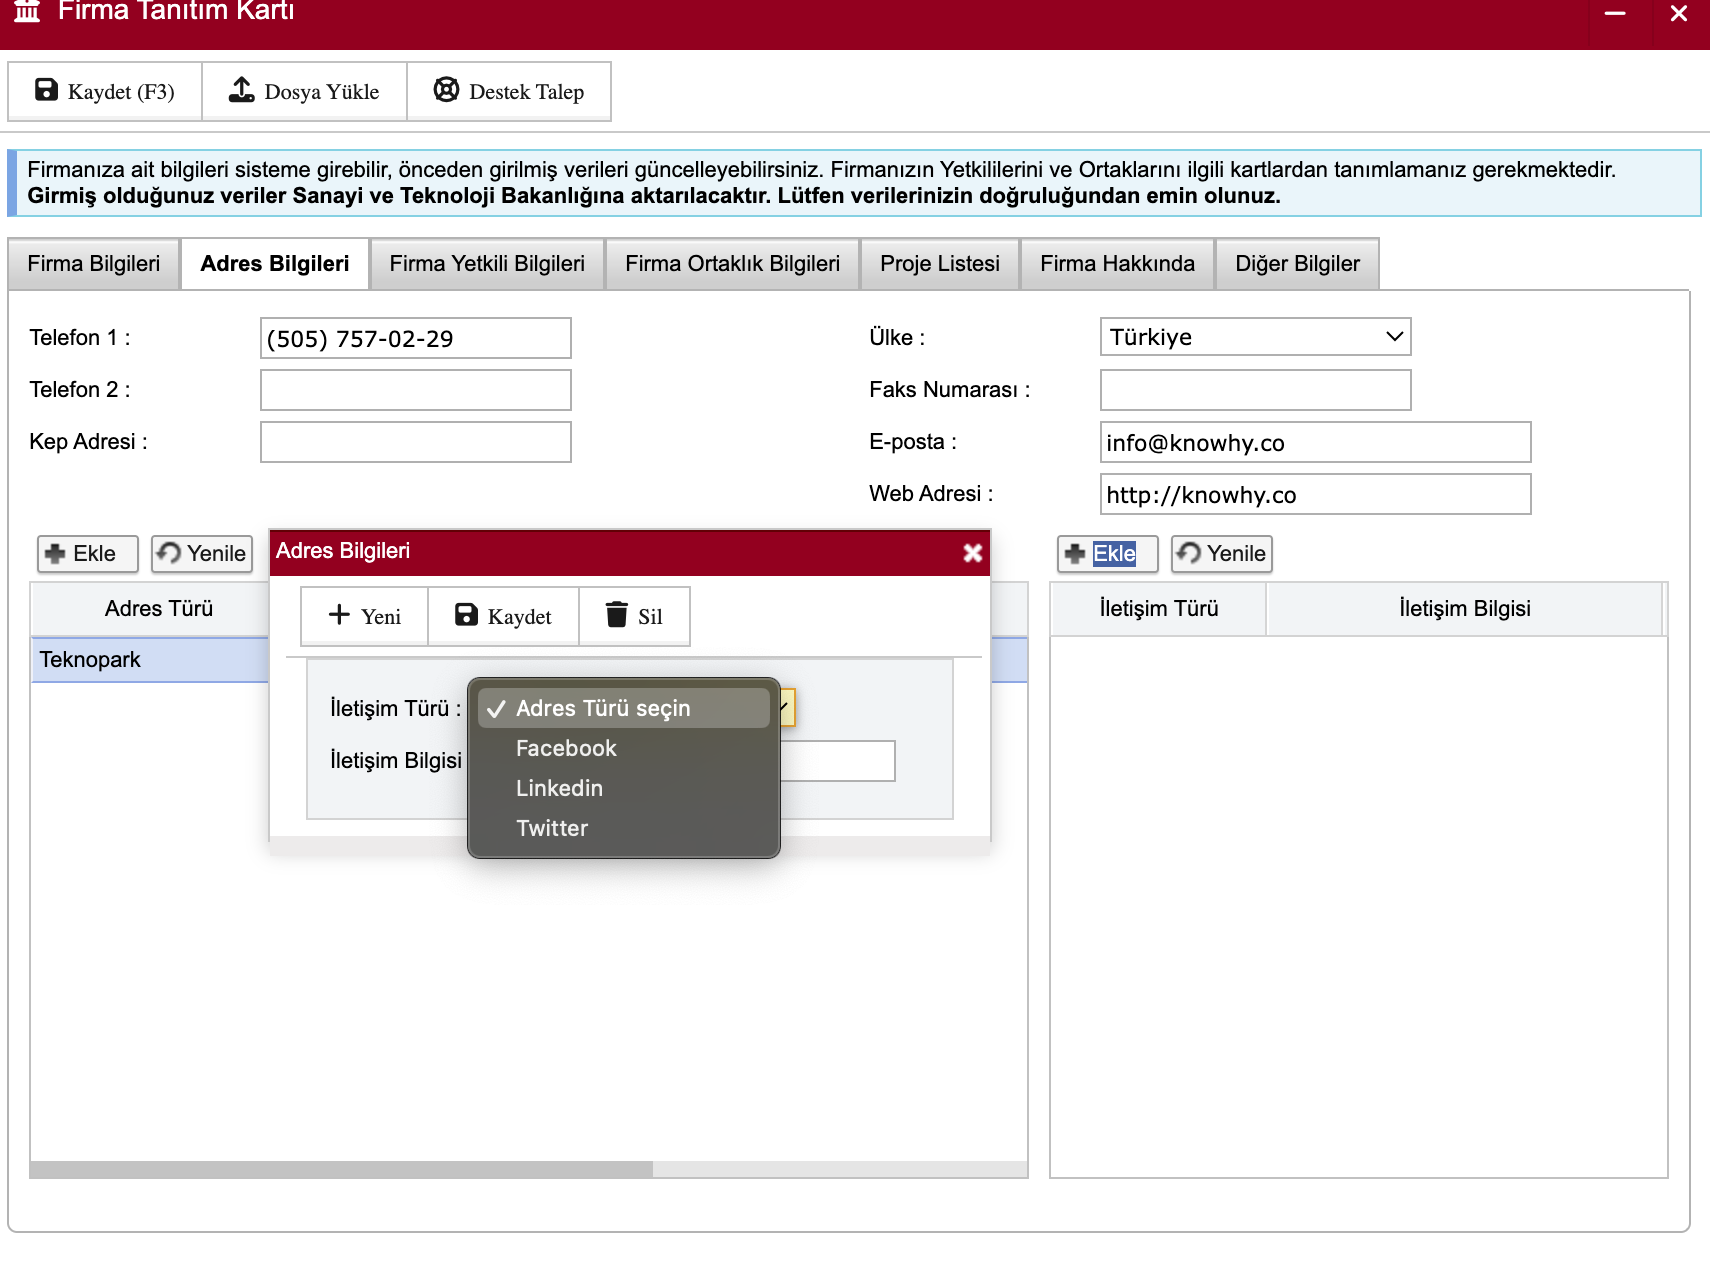 Firma Tanıtım Kartı
Kaydet (F3) Dosya Yükle Destek Talep
Firmanıza ait bilgileri sisteme girebilir, önceden girilmiş verileri güncelleyebilirsiniz. Firmanızın Yetkililerini ve Ortaklarını ilgili kartlardan tanımlamanız gerekmektedir.
Girmiş olduğunuz veriler Sanayi ve Teknoloji Bakanlığına aktarılacaktır. Lütfen verilerinizin doğruluğundan emin olunuz.
Firma Bilgileri Adres Bilgileri Firma Yetkili Bilgileri Firma Ortaklık Bilgileri Proje Listesi Firma Hakkında Diğer Bilgiler
Telefon 1 : (505) 757-02-29 Ülke : Türkiye
Telefon 2 : Faks Numarası :
Kep Adresi : E-posta : info@knowhy.co
Web Adresi : http://knowhy.co
Ekle Yenile Adres Bilgileri Ekle Yenile
Adres Türü Yeni Kaydet Sil İletişim Türü İletişim Bilgisi
Teknopark
İletişim Türü : Adres Türü seçin
Facebook
İletişim Bilgisi
Linkedin
Twitter